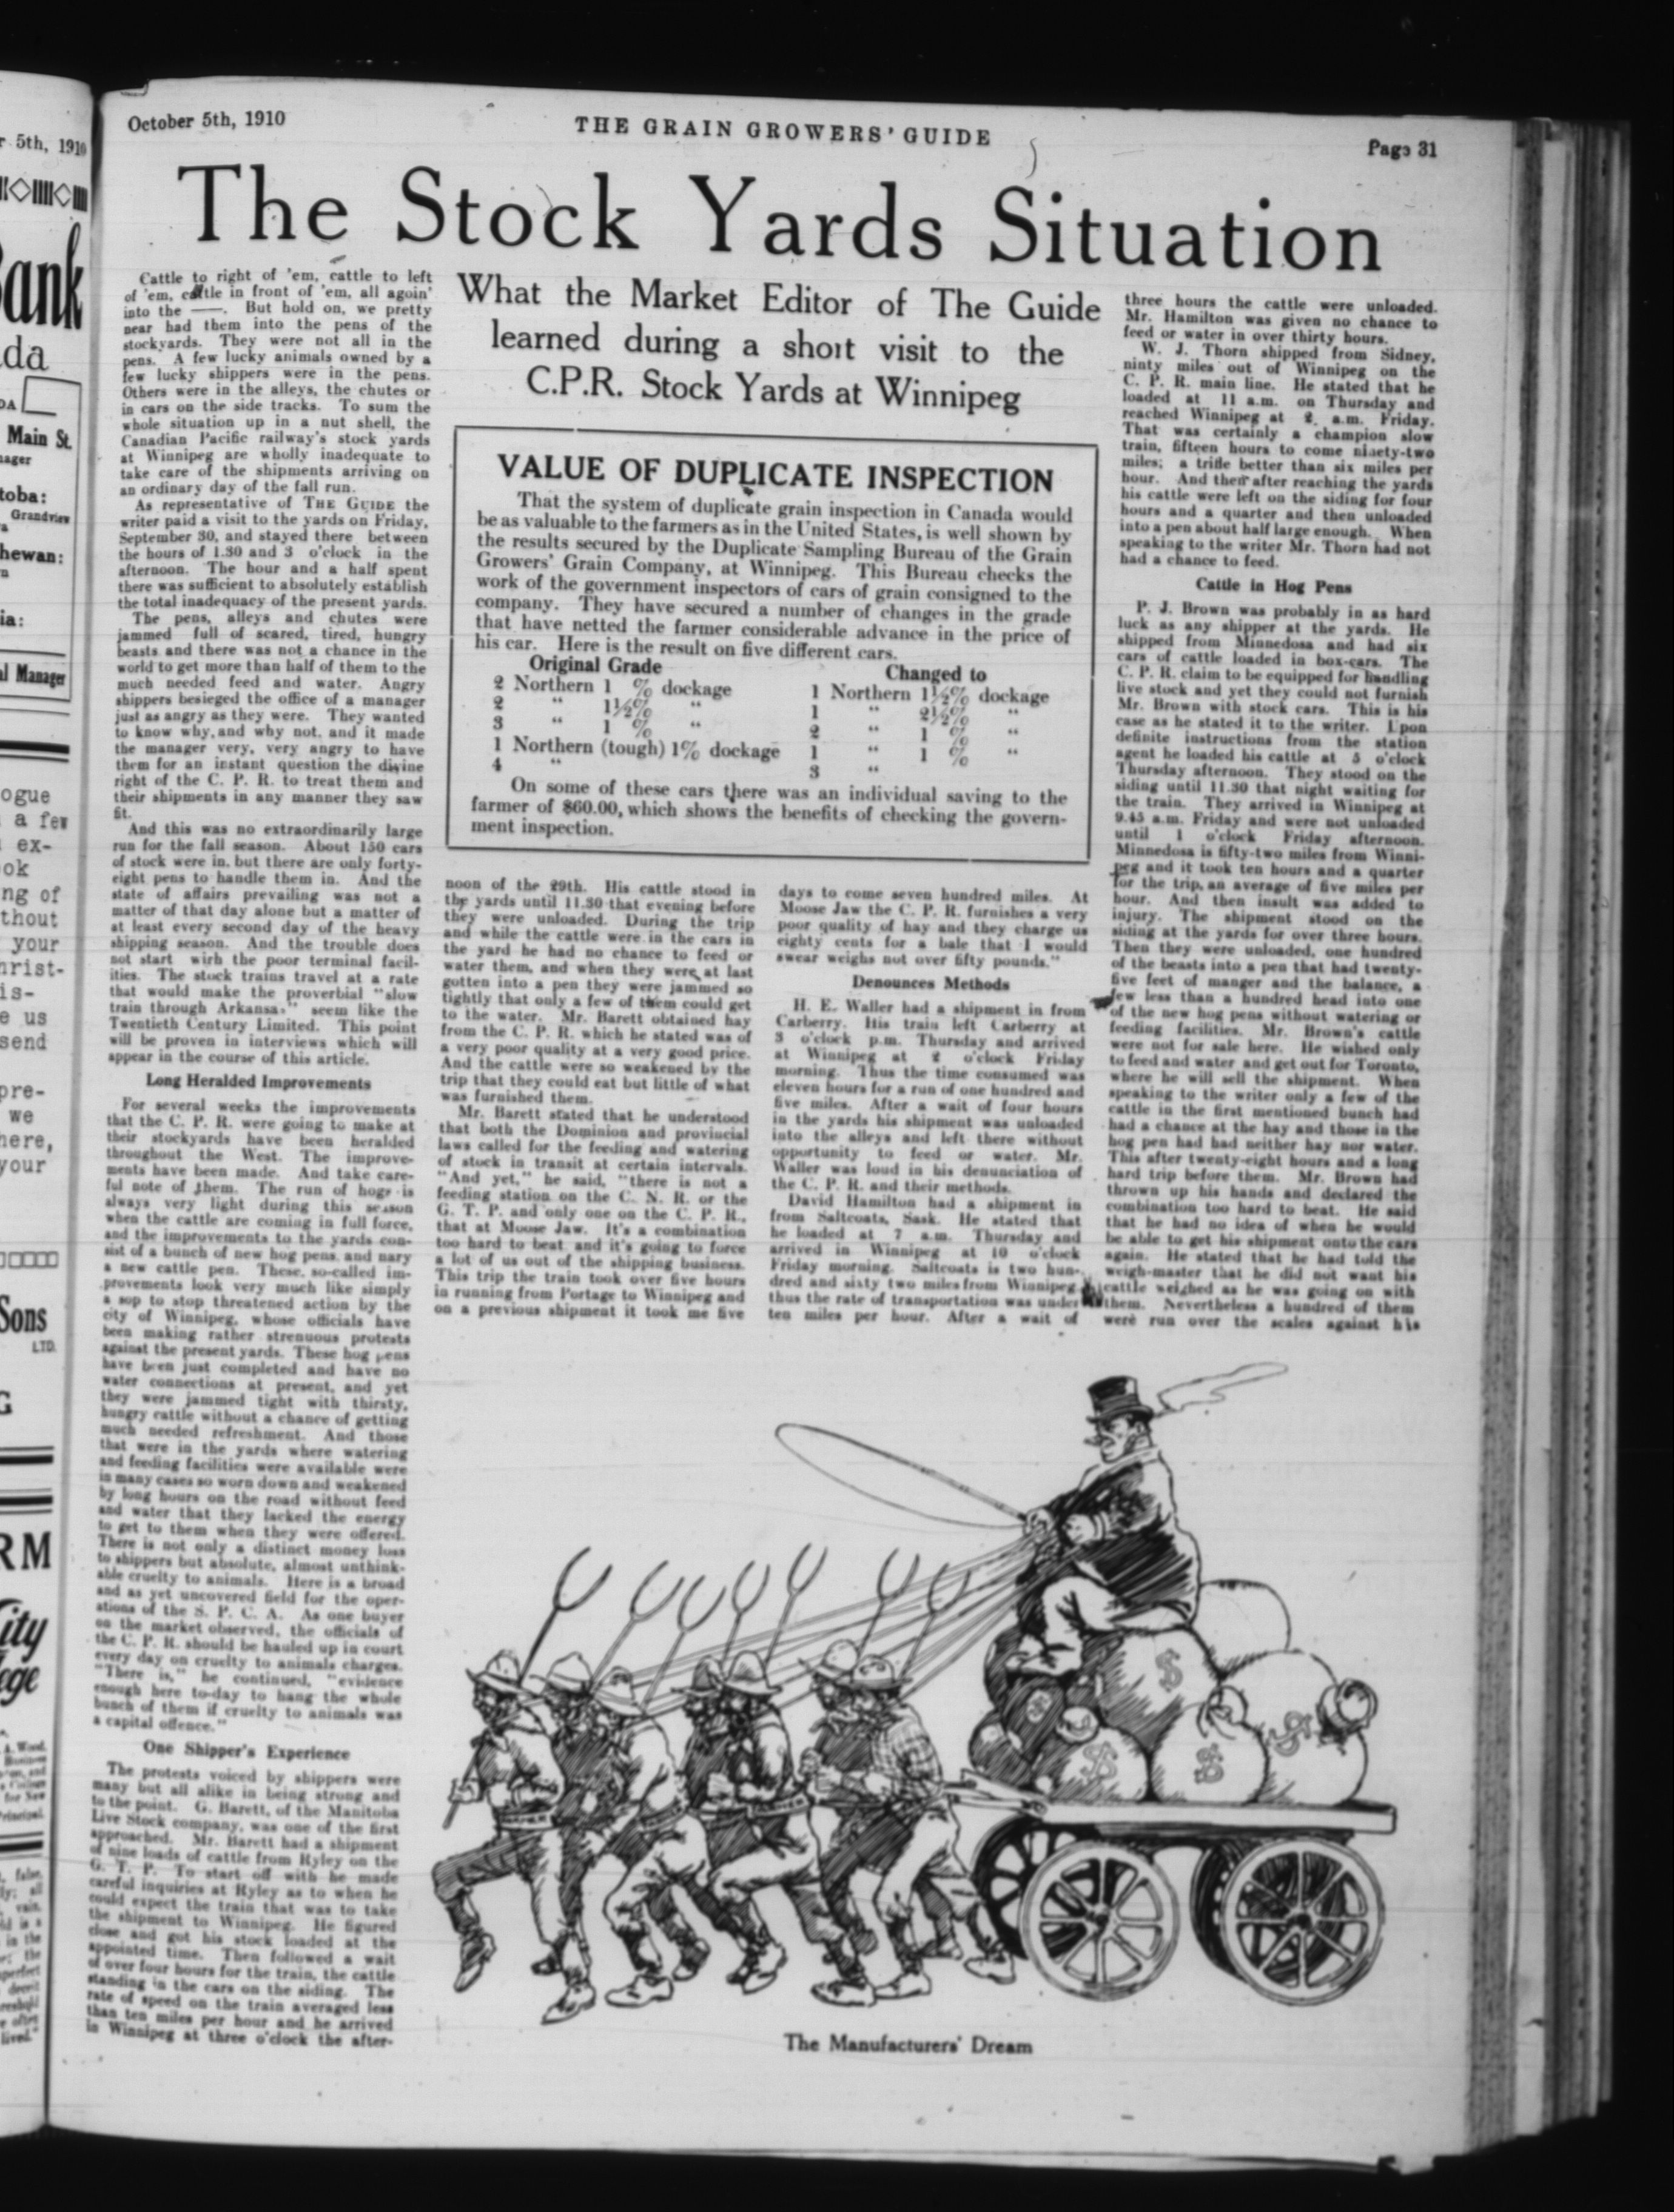 October 5th, 1910
THE GRAIN GROWERS' GUIDE
Page 31
The Stock Yards Situation
What the Market Editor of The Guide
learned during a short visit to the
C.P.R. Stock Yards at Winnipeg
Cattle to right of 'em, cattle to left
of 'em, cattle in front of 'em, all agoin'
into the ——. But hold on, we pretty
near had them into the pens of the
stockyards. They were not all in the
pens. A few lucky animals owned by a
few lucky shippers were in the pens.
Others were in the alleys, the chutes or
in cars on the side tracks. To sum the
whole situation up in a nut shell, the
Canadian Pacific railway's stock yards
at Winnipeg are wholly inadequate to
take care of the shipments arriving on
an ordinary day of the fall run.
As representative of THE GUIDE the
writer paid a visit to the yards on Friday,
September 30, and stayed there between
the hours of 1.30 and 3 o'clock in the
afternoon. The hour and a half spent
there was sufficient to absolutely establish
the total inadequacy of the present yards.
The pens, alleys and chutes were
jammed full of scared, tired, hungry
beasts and there was not a chance in the
world to get more than half of them to the
much needed feed and water. Angry
shippers besieged the office of a manager
just as angry as they were. They wanted
to know why, and why not, and it made
the manager very, very angry to have
them for an instant question the divine
right of the C. P. R. to treat them and
their shipments in any manner they saw
fit.
And this was no extraordinarily large
run for the fall season. About 150 cars
of stock were in, but there are only forty-
eight pens to handle them in. And the
state of affairs prevailing was not a
matter of that day alone but a matter of
at least every second day of the heavy
shipping season. And the trouble does
not start wirh the poor terminal facil-
ities. The stock trains travel at a rate
that would make the proverbial "slow
train through Arkansas" seem like the
Twentieth Century Limited. This point
will be proven in interviews which will
appear in the course of this article.
Long Heralded Improvements
For several weeks the improvements
that the C. P. R. were going to make at
their stockyards have been heralded
throughout the West. The improve-
ments have been made. And take care-
ful note of them. The run of hogs is
always very light during this season
when the cattle are coming in full force,
and the improvements to the yards con-
sist of a bunch of new hog pens and nary
a new cattle pen. These so-called im-
provements look very much like simply
a sop to stop threatened action by the
city of Winnipeg, whose officials have
been making rather strenuous protests
against the present yards. These hog pens
have been just completed and have no
water connections at present, and yet
they were jammed tight with thirsty,
hungry cattle without a chance of getting
much needed refreshment. And those
that were in the yards where watering
and feeding facilities were available were
in many cases so worn down and weakened
by long hours on the road without feed
and water that they lacked the energy
to get to them when they were offered.
There is not only a distinct money loss
to shippers but absolute, almost unthink-
able cruelty to animals. Here is a broad
and as yet uncovered field for the oper-
ations of the S. P. C. A. As one buyer
on the market observed, the officials of
the C. P. R. should be hauled up in court
every day on cruelty to animals charges.
"There is," he continued, "evidence
enough here to-day to hang the whole
bunch of them if cruelty to animals was
a capital offence."
One Shipper's Experience
The protests voiced by shippers were
many but all alike in being strong and
to the point. G. Barett, of the Manitoba
Live Stock company, was one of the first
approached. Mr. Barett had a shipment
of nine loads of cattle from Ryley on the
G. T. P. To start off with he made
careful inquiries at Ryley as to when he
could expect the train that was to take
the shipment to Winnipeg. He figured
close and got his stock loaded at the
appointed time. Then followed a wait
of over four hours for the train, the cattle
standing in the cars on the siding. The
rate of speed on the train averaged less
than ten miles per hour and he arrived
in Winnipeg at three o'clock the after-
VALUE OF DUPLICATE INSPECTION
That the system of duplicate grain inspection in Canada would
be as valuable to the farmers as in the United States, is well shown by
the results secured by the Duplicate Sampling Bureau of the Grain
Growers' Grain Company, at Winnipeg. This Bureau checks the
work of the government inspectors of cars of grain consigned to the
company. They have secured a number of changes in the grade
that have netted the farmer considerable advance in the price of
his car. Here is the result on five different cars.
Original Grade Changed to
2 Northern 1 % dockage 1 Northern 1½% dockage
2 " 1½% " 1 " 2½% "
3 " 1 % " 2 " 1 % "
1 Northern (tough) 1% dockage 1 " 1 % "
4 " 3 "
On some of these cars there was an individual saving to the
farmer of $60.00, which shows the benefits of checking the govern-
ment inspection.
noon of the 29th. His cattle stood in
the yards until 11.30 that evening before
they were unloaded. During the trip
and while the cattle were in the cars in
the yard he had no chance to feed or
water them, and when they were at last
gotten into a pen they were jammed so
tightly that only a few of them could get
to the water. Mr. Barett obtained hay
from the C. P. R. which he stated was of
a very poor quality at a very good price.
And the cattle were so weakened by the
trip that they could eat but little of what
was furnished them.
Mr. Barett stated that he understood
that both the Dominion and provincial
laws called for the feeding and watering
of stock in transit at certain intervals.
"And yet," he said, "there is not a
feeding station on the C. N. R. or the
G. T. P. and only one on the C. P. R.,
that at Moose Jaw. It's a combination
too hard to beat and it's going to force
a lot of us out of the shipping business.
This trip the train took over five hours
in running from Portage to Winnipeg and
on a previous shipment it took me five
days to come seven hundred miles. At
Moose Jaw the C. P. R. furnishes a very
poor quality of hay and they charge us
eighty cents for a bale that I would
swear weighs not over fifty pounds."
Denounces Methods
H. E. Waller had a shipment in from
Carberry. His train left Carberry at
3 o'clock p.m. Thursday and arrived
at Winnipeg at 2 o'clock Friday
morning. Thus the time consumed was
eleven hours for a run of one hundred and
five miles. After a wait of four hours
in the yards his shipment was unloaded
into the alleys and left there without
opportunity to feed or water. Mr.
Waller was loud in his denunciation of
the C. P. R. and their methods.
David Hamilton had a shipment in
from Saltcoats, Sask. He stated that
he loaded at 7 a.m. Thursday and
arrived in Winnipeg at 10 o'clock
Friday morning. Saltcoats is two hun-
dred and sixty two miles from Winnipeg
thus the rate of transportation was under
ten miles per hour. After a wait of
three hours the cattle were unloaded.
Mr. Hamilton was given no chance to
feed or water in over thirty hours.
W. J. Thorn shipped from Sidney,
ninty miles out of Winnipeg on the
C. P. R. main line. He stated that he
loaded at 11 a.m. on Thursday and
reached Winnipeg at 2 a.m. Friday.
That was certainly a champion slow
train, fifteen hours to come ninety-two
miles; a trifle better than six miles per
hour. And then after reaching the yards
his cattle were left on the siding for four
hours and a quarter and then unloaded
into a pen about half large enough. When
speaking to the writer Mr. Thorn had not
had a chance to feed.
Cattle in Hog Pens
P. J. Brown was probably in as hard
luck as any shipper at the yards. He
shipped from Minnedosa and had six
cars of cattle loaded in box-cars. The
C. P. R. claim to be equipped for handling
live stock and yet they could not furnish
Mr. Brown with stock cars. This is his
case as he stated it to the writer. Upon
definite instructions from the station
agent he loaded his cattle at 5 o'clock
Thursday afternoon. They stood on the
siding until 11.30 that night waiting for
the train. They arrived in Winnipeg at
9.45 a.m. Friday and were not unloaded
until 1 o'clock Friday afternoon.
Minnedosa is fifty-two miles from Winni-
peg and it took ten hours and a quarter
for the trip, an average of five miles per
hour. And then insult was added to
injury. The shipment stood on the
siding at the yards for over three hours.
Then they were unloaded, one hundred
of the beasts into a pen that had twenty-
five feet of manger and the balance, a
few less than a hundred head into one
of the new hog pens without watering or
feeding facilities. Mr. Brown's cattle
were not for sale here. He wished only
to feed and water and get out for Toronto,
where he will sell the shipment. When
speaking to the writer only a few of the
cattle in the first mentioned bunch had
had a chance at the hay and those in the
hog pen had had neither hay nor water.
This after twenty-eight hours and a long
hard trip before them. Mr. Brown had
thrown up his hands and declared the
combination too hard to beat. He said
that he had no idea of when he would
be able to get his shipment onto the cars
again. He stated that he had told the
weigh-master that he did not want his
cattle weighed as he was going on with
them. Nevertheless a hundred of them
were run over the scales against his
$
$
$
$
The Manufacturers' Dream